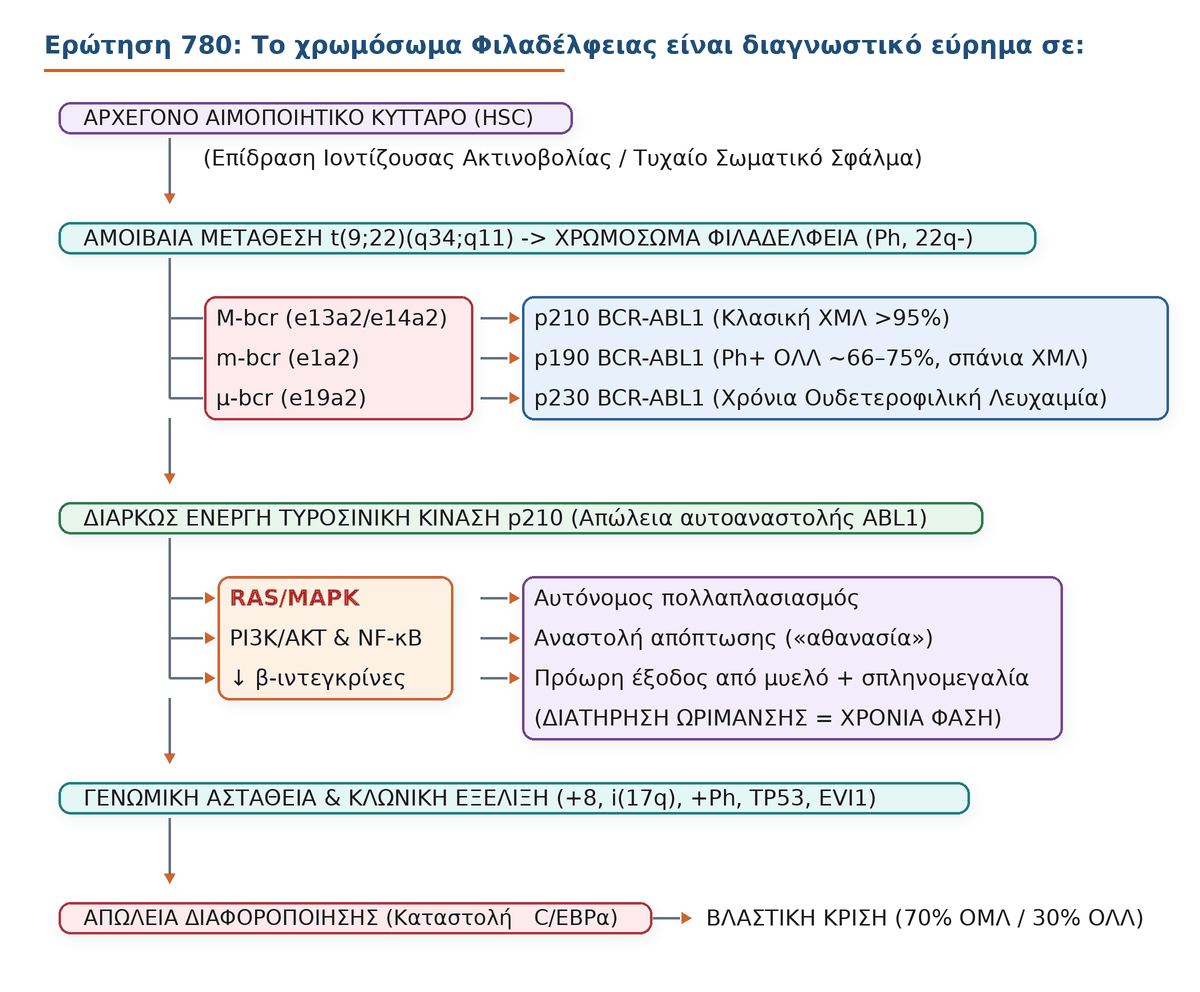 Ερώτηση 780: Το χρωμόσωμα Φιλαδέλφειας είναι διαγνωστικό εύρημα σε:
ΑΡΧΕΓΟΝΟ ΑΙΜΟΠΟΙΗΤΙΚΟ ΚΥΤΤΑΡΟ (HSC)
(Επίδραση Ιοντίζουσας Ακτινοβολίας / Τυχαίο Σωματικό Σφάλμα)
ΑΜΟΙΒΑΙΑ ΜΕΤΑΘΕΣΗ t(9;22)(q34;q11) -> ΧΡΩΜΟΣΩΜΑ ΦΙΛΑΔΕΛΦΕΙΑ (Ph, 22q-)
M-bcr (e13a2/e14a2) p210 BCR-ABL1 (Κλασική ΧΜΛ >95%)
m-bcr (e1a2) p190 BCR-ABL1 (Ph+ ΟΛΛ ~66–75%, σπάνια ΧΜΛ)
μ-bcr (e19a2) p230 BCR-ABL1 (Χρόνια Ουδετεροφιλική Λευχαιμία)
ΔΙΑΡΚΩΣ ΕΝΕΡΓΗ ΤΥΡΟΣΙΝΙΚΗ ΚΙΝΑΣΗ p210 (Απώλεια αυτοαναστολής ABL1)
RAS/MAPK Αυτόνομος πολλαπλασιασμός
PI3K/AKT & NF-κB Αναστολή απόπτωσης («αθανασία»)
↓ β-ιντεγκρίνες Πρόωρη έξοδος από μυελό + σπληνομεγαλία
(ΔΙΑΤΗΡΗΣΗ ΩΡΙΜΑΝΣΗΣ = ΧΡΟΝΙΑ ΦΑΣΗ)
ΓΕΝΩΜΙΚΗ ΑΣΤΑΘΕΙΑ & ΚΛΩΝΙΚΗ ΕΞΕΛΙΞΗ (+8, i(17q), +Ph, TP53, EVI1)
ΑΠΩΛΕΙΑ ΔΙΑΦΟΡΟΠΟΙΗΣΗΣ (Καταστολή C/EBPα) ΒΛΑΣΤΙΚΗ ΚΡΙΣΗ (70% ΟΜΛ / 30% ΟΛΛ)